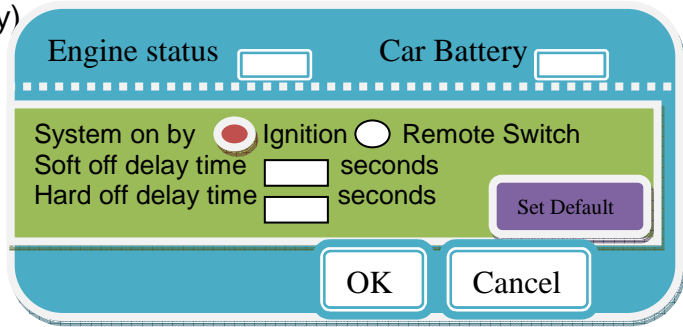 y)
Engine status Car Battery
System on by Ignition Remote Switch
Soft off delay time seconds
Hard off delay time seconds
Set Default
OK Cancel